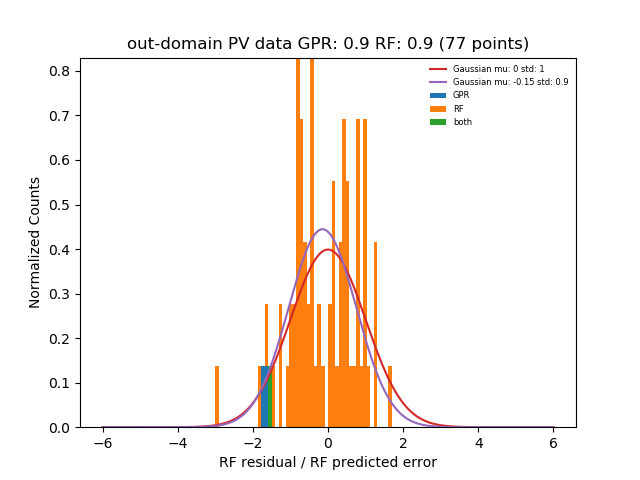 out-domain PV data GPR: 0.9 RF: 0.9 (77 points)
Gaussian mu: 0 std: 1
Gaussian mu: -0.15 std: 0.9
GPR
RF
both
Normalized Counts
0.8
0.7
0.6
0.5
0.4
0.3
0.2
0.1
0.0
−6 −4 −2 0 2 4 6
RF residual / RF predicted error